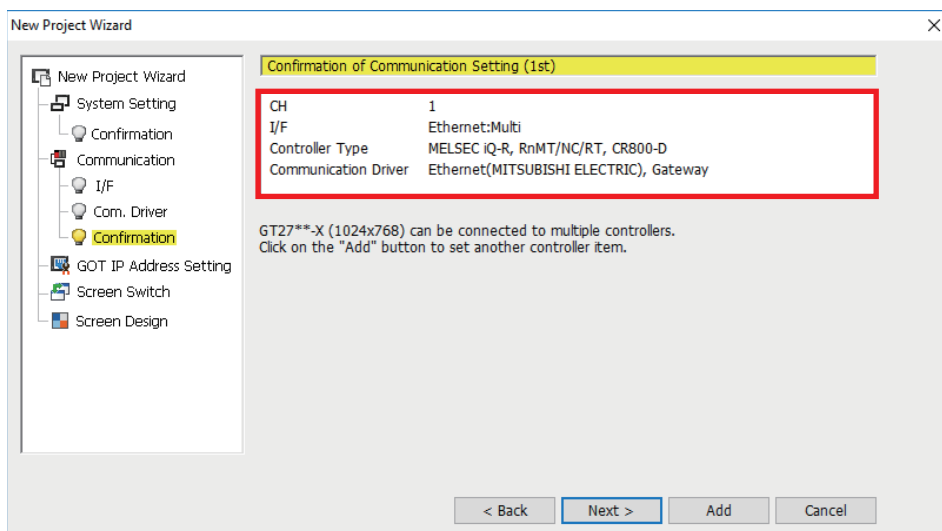 New Project Wizard
New Project Wizard
System Setting
Confirmation
Communication
I/F
Com. Driver
Confirmation
GOT IP Address Setting
Screen Switch
Screen Design
Confirmation of Communication Setting (1st)
CH 1
I/F Ethernet:Multi
Controller Type MELSEC iQ-R, RnMT/NC/RT, CR800-D
Communication Driver Ethernet(MITSUBISHI ELECTRIC), Gateway
GT27**-X (1024x768) can be connected to multiple controllers.
Click on the "Add" button to set another controller item.
< Back Next > Add Cancel